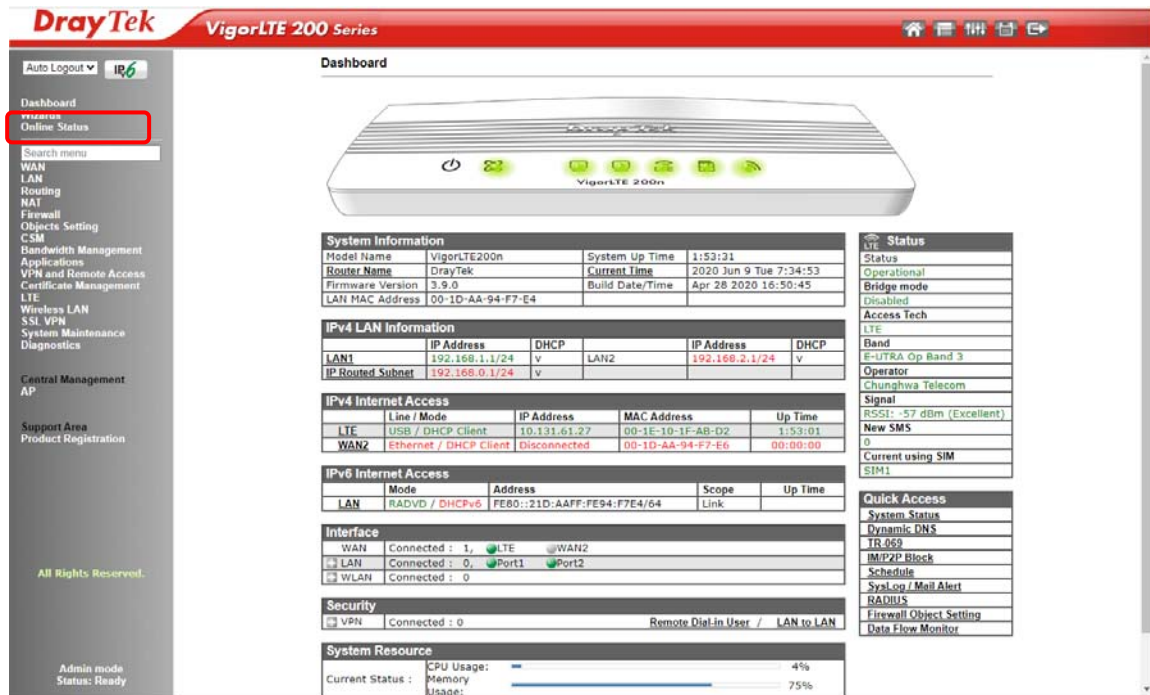 DrayTek VigorLTE 200 Series
Auto Logout IPv6
Dashboard
Wizards
Online Status
Search menu
WAN
LAN
Routing
NAT
Firewall
Objects Setting
CSM
Bandwidth Management
Applications
VPN and Remote Access
Certificate Management
LTE
Wireless LAN
SSL VPN
System Maintenance
Diagnostics
Central Management
AP
Support Area
Product Registration
All Rights Reserved.
Admin mode
Status: Ready
Dashboard
DrayTek
VigorLTE 200n
System Information
Model Name VigorLTE200n System Up Time 1:53:31
Router Name DrayTek Current Time 2020 Jun 9 Tue 7:34:53
Firmware Version 3.9.0 Build Date/Time Apr 28 2020 16:50:45
LAN MAC Address 00-1D-AA-94-F7-E4
IPv4 LAN Information
IP Address DHCP IP Address DHCP
LAN1 192.168.1.1/24 v LAN2 192.168.2.1/24 v
IP Routed Subnet 192.168.0.1/24 v
IPv4 Internet Access
Line / Mode IP Address MAC Address Up Time
LTE USB / DHCP Client 10.131.61.27 00-1E-10-1F-AB-D2 1:53:01
WAN2 Ethernet / DHCP Client Disconnected 00-1D-AA-94-F7-E6 00:00:00
IPv6 Internet Access
Mode Address Scope Up Time
LAN RADVD / DHCPv6 FE80::21D:AAFF:FE94:F7E4/64 Link
Interface
WAN Connected : 1, LTE WAN2
LAN Connected : 0, Port1 Port2
WLAN Connected : 0
Security
VPN Connected : 0 Remote Dial-in User / LAN to LAN
System Resource
Current Status : CPU Usage: 4%
Memory Usage: 75%
LTE Status
Status
Operational
Bridge mode
Disabled
Access Tech
LTE
Band
E-UTRA Op Band 3
Operator
Chunghwa Telecom
Signal
RSSI: -57 dBm (Excellent)
New SMS
0
Current using SIM
SIM1
Quick Access
System Status
Dynamic DNS
TR-069
IM/P2P Block
Schedule
SysLog / Mail Alert
RADIUS
Firewall Object Setting
Data Flow Monitor